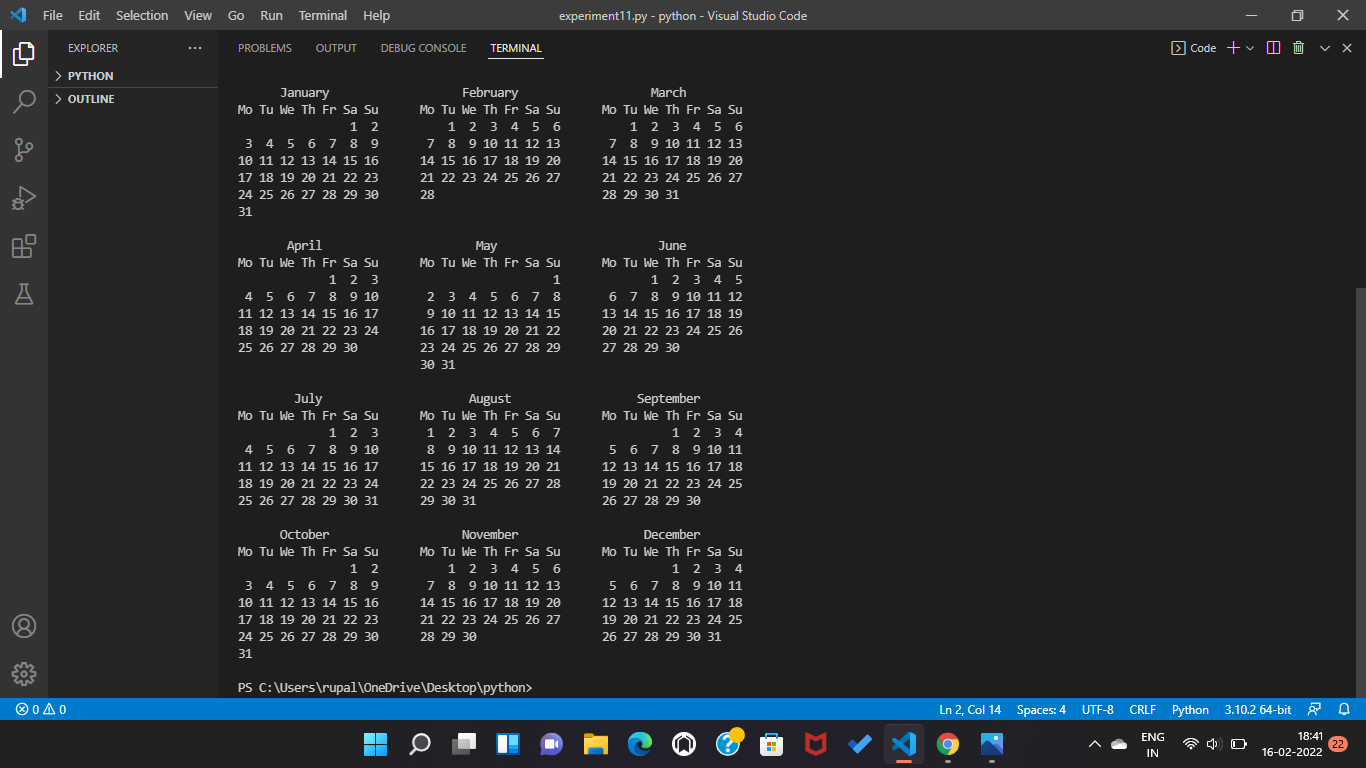 File Edit Selection View Go Run Terminal Help experiment11.py - python - Visual Studio Code
EXPLORER ··· PROBLEMS OUTPUT DEBUG CONSOLE TERMINAL Code
PYTHON
OUTLINE
      January                   February                   March
Mo Tu We Th Fr Sa Su      Mo Tu We Th Fr Sa Su      Mo Tu We Th Fr Sa Su
                1  2          1  2  3  4  5  6          1  2  3  4  5  6
 3  4  5  6  7  8  9       7  8  9 10 11 12 13       7  8  9 10 11 12 13
10 11 12 13 14 15 16      14 15 16 17 18 19 20      14 15 16 17 18 19 20
17 18 19 20 21 22 23      21 22 23 24 25 26 27      21 22 23 24 25 26 27
24 25 26 27 28 29 30      28                        28 29 30 31
31
       April                      May                       June
Mo Tu We Th Fr Sa Su      Mo Tu We Th Fr Sa Su      Mo Tu We Th Fr Sa Su
             1  2  3                         1             1  2  3  4  5
 4  5  6  7  8  9 10       2  3  4  5  6  7  8       6  7  8  9 10 11 12
11 12 13 14 15 16 17       9 10 11 12 13 14 15      13 14 15 16 17 18 19
18 19 20 21 22 23 24      16 17 18 19 20 21 22      20 21 22 23 24 25 26
25 26 27 28 29 30         23 24 25 26 27 28 29      27 28 29 30
                          30 31
        July                     August                  September
Mo Tu We Th Fr Sa Su      Mo Tu We Th Fr Sa Su      Mo Tu We Th Fr Sa Su
             1  2  3       1  2  3  4  5  6  7                1  2  3  4
 4  5  6  7  8  9 10       8  9 10 11 12 13 14       5  6  7  8  9 10 11
11 12 13 14 15 16 17      15 16 17 18 19 20 21      12 13 14 15 16 17 18
18 19 20 21 22 23 24      22 23 24 25 26 27 28      19 20 21 22 23 24 25
25 26 27 28 29 30 31      29 30 31                  26 27 28 29 30
      October                   November                  December
Mo Tu We Th Fr Sa Su      Mo Tu We Th Fr Sa Su      Mo Tu We Th Fr Sa Su
                1  2          1  2  3  4  5  6                1  2  3  4
 3  4  5  6  7  8  9       7  8  9 10 11 12 13       5  6  7  8  9 10 11
10 11 12 13 14 15 16      14 15 16 17 18 19 20      12 13 14 15 16 17 18
17 18 19 20 21 22 23      21 22 23 24 25 26 27      19 20 21 22 23 24 25
24 25 26 27 28 29 30      28 29 30                  26 27 28 29 30 31
31
PS C:\Users\rupal\OneDrive\Desktop\python>
0 0 Ln 2, Col 14 Spaces: 4 UTF-8 CRLF Python 3.10.2 64-bit
ENG 18:41
IN 16-02-2022 22